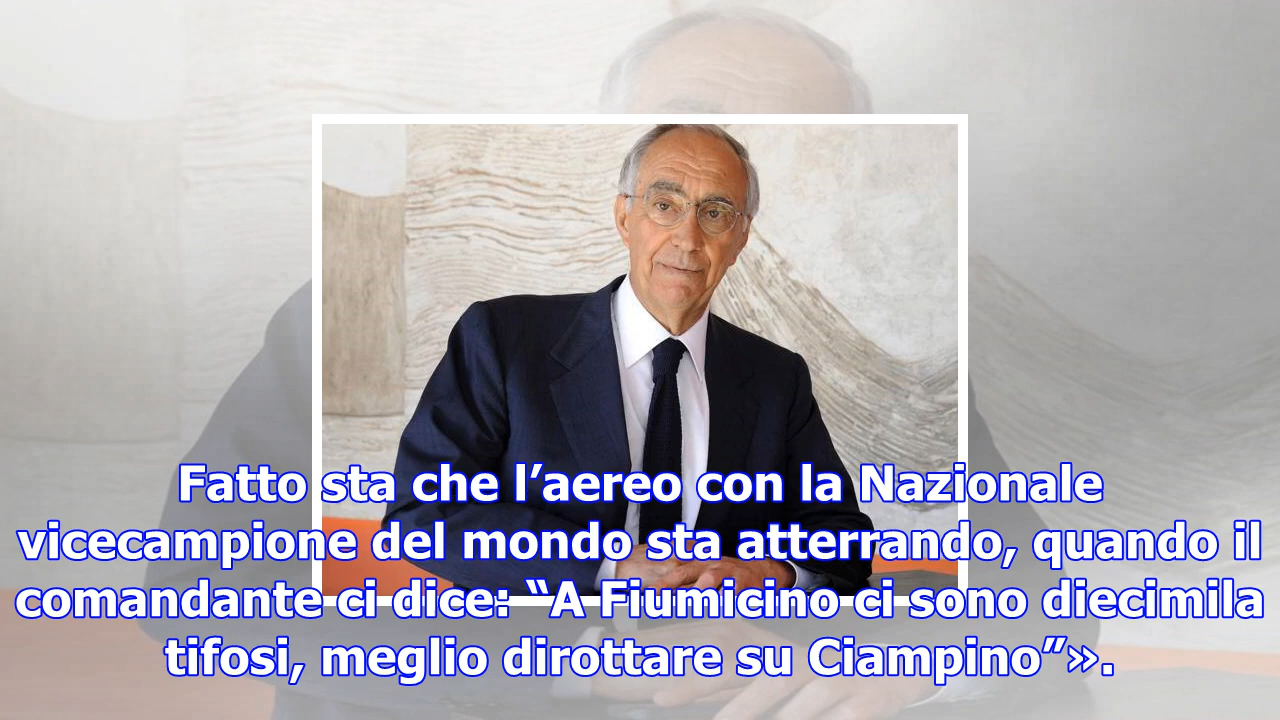 Fatto sta che l’aereo con la Nazionale
vicecampione del mondo sta atterrando, quando il
comandante ci dice: “A Fiumicino ci sono diecimila
tifosi, meglio dirottare su Ciampino”».